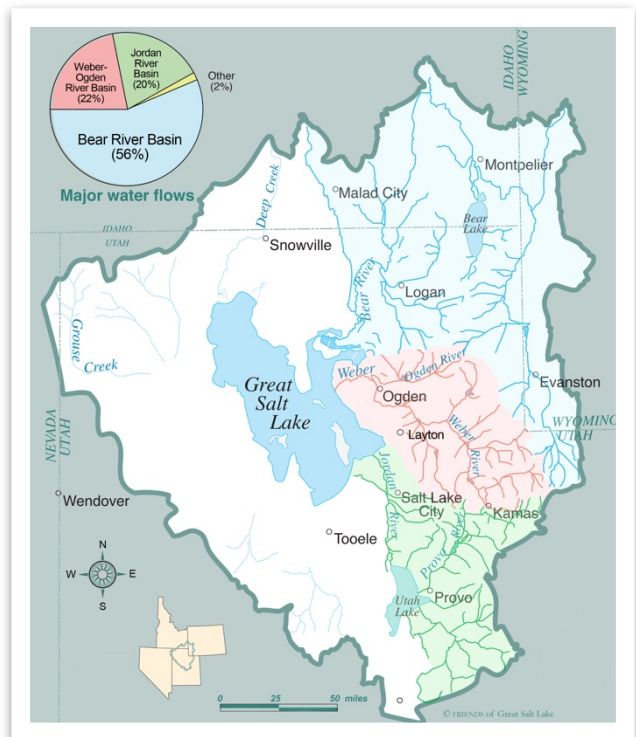 Jordan
River
Basin
(20%)
Weber-
Ogden
River Basin
(22%)
Other
(2%)
Bear River Basin
(56%)
Major water flows
IDAHO
WYOMING
Montpelier
Malad City
Deep Creek
Bear
Lake
IDAHO
UTAH
Snowville
Logan
Bear River
Grouse
Creek
Weber
Ogden River
Great
Salt
Lake
Ogden
Evanston
Layton
Weber
River
WYOMING
UTAH
NEVADA
UTAH
Jordan
River
Salt Lake
City
Kamas
Wendover
Tooele
Provo River
N
W
E
S
Utah
Lake
Provo
0
25
50
miles
© FRIENDS of Great Salt Lake